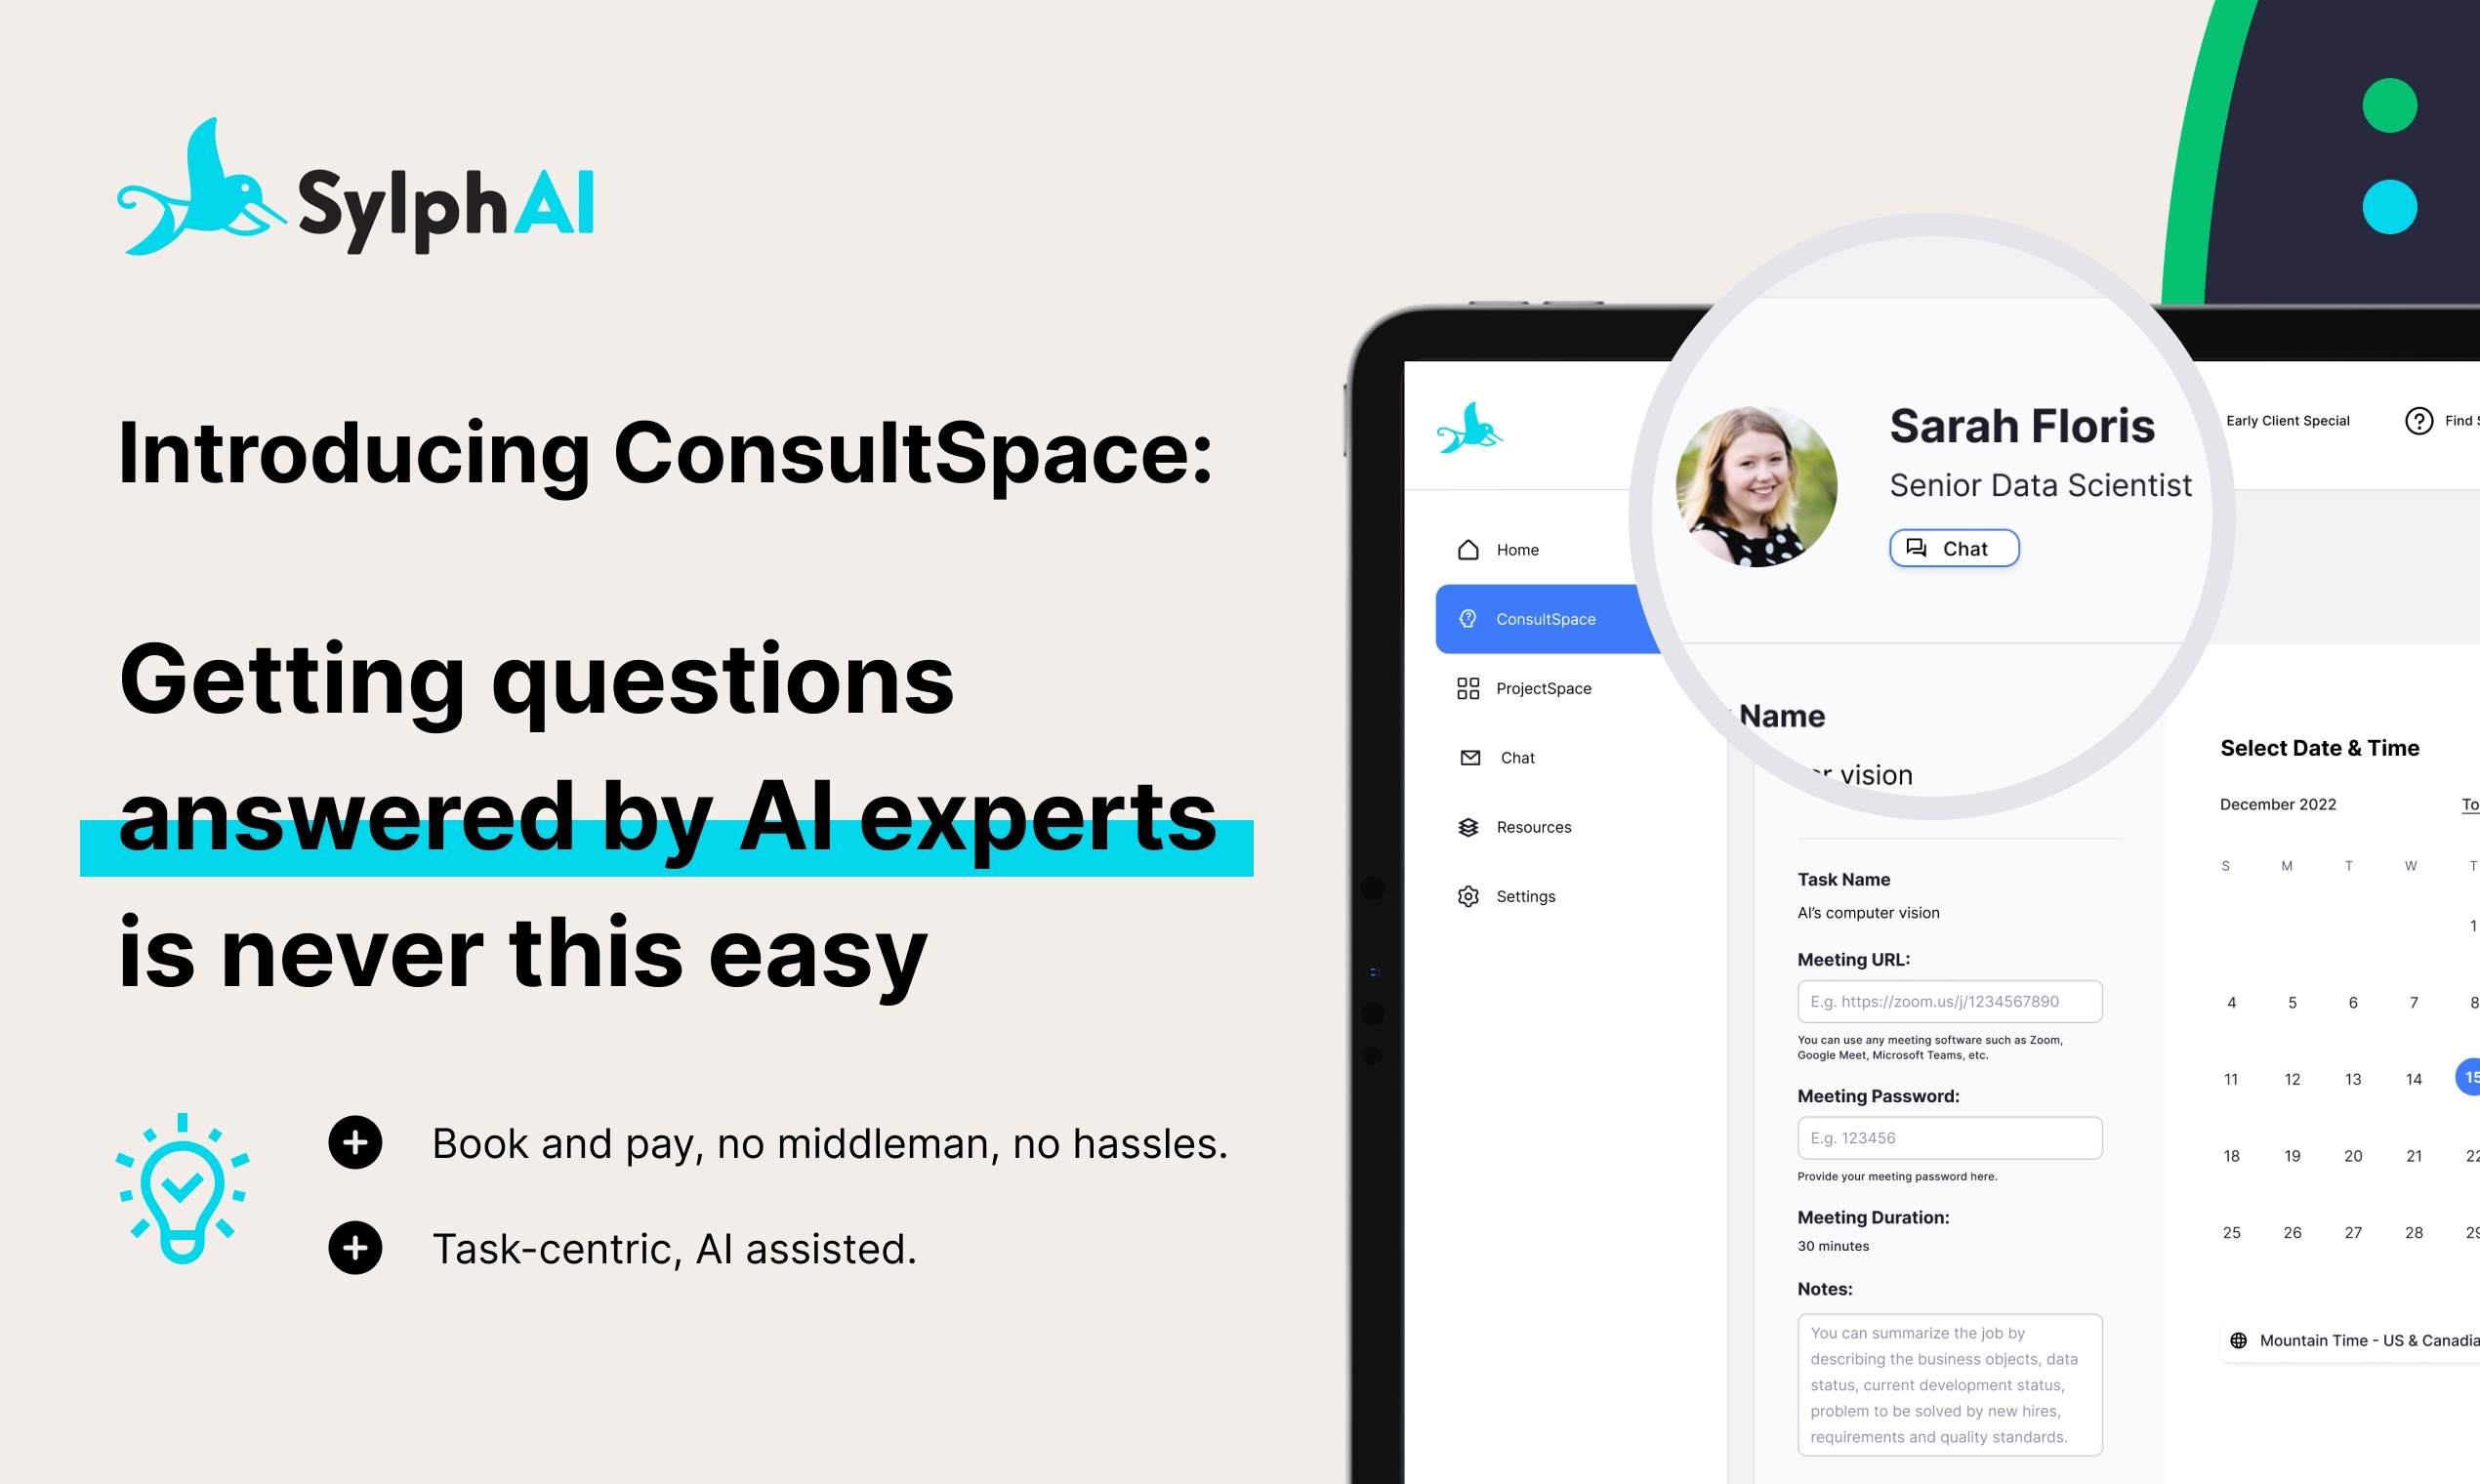 SylphAI
Introducing ConsultSpace:
Getting questions
answered by AI experts
is never this easy
Book and pay, no middleman, no hassles.
Task-centric, AI assisted.
Sarah Floris
Senior Data Scientist
Chat
Name
vision
Early Client Special
Find
Home
ConsultSpace
ProjectSpace
Chat
Resources
Settings
Task Name
AI's computer vision
Meeting URL:
E.g. https://zoom.us/j/1234567890
You can use any meeting software such as Zoom,
Google Meet, Microsoft Teams, etc.
Meeting Password:
E.g. 123456
Provide your meeting password here.
Meeting Duration:
30 minutes
Notes:
You can summarize the job by
describing the business objects, data
status, current development status,
problem to be solved by new hires,
requirements and quality standards.
Select Date & Time
December 2022
S M T W T
1
4 5 6 7 8
11 12 13 14 15
18 19 20 21 22
25 26 27 28 29
Mountain Time - US & Canadia